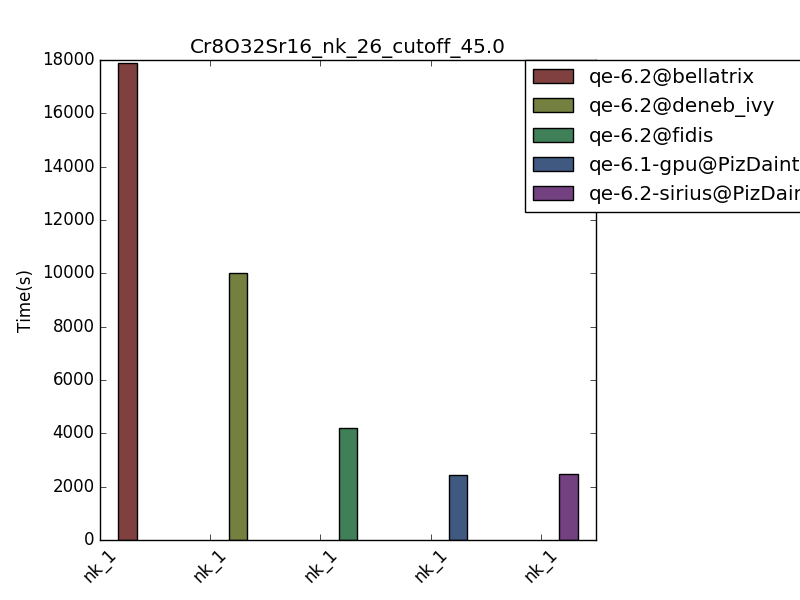 Cr8O32Sr16_nk_26_cutoff_45.0
18000
16000
14000
12000
10000
8000
6000
4000
2000
0
Time(s)
nk_1
nk_1
nk_1
nk_1
nk_1
qe-6.2@bellatrix
qe-6.2@deneb_ivy
qe-6.2@fidis
qe-6.1-gpu@PizDaint
qe-6.2-sirius@PizDain